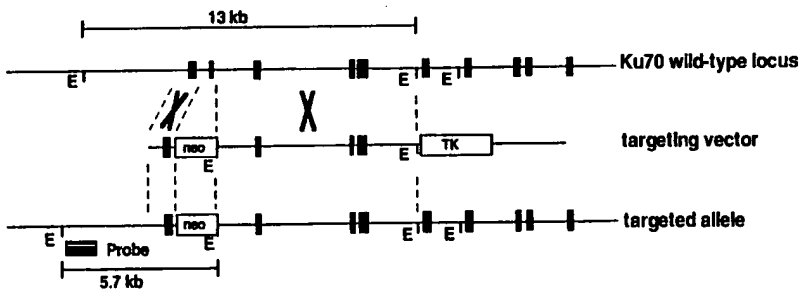 13 kb
E E E Ku70 wild-type locus
neo E E TK targeting vector
neo E E E E targeted allele
Probe
5.7 kb